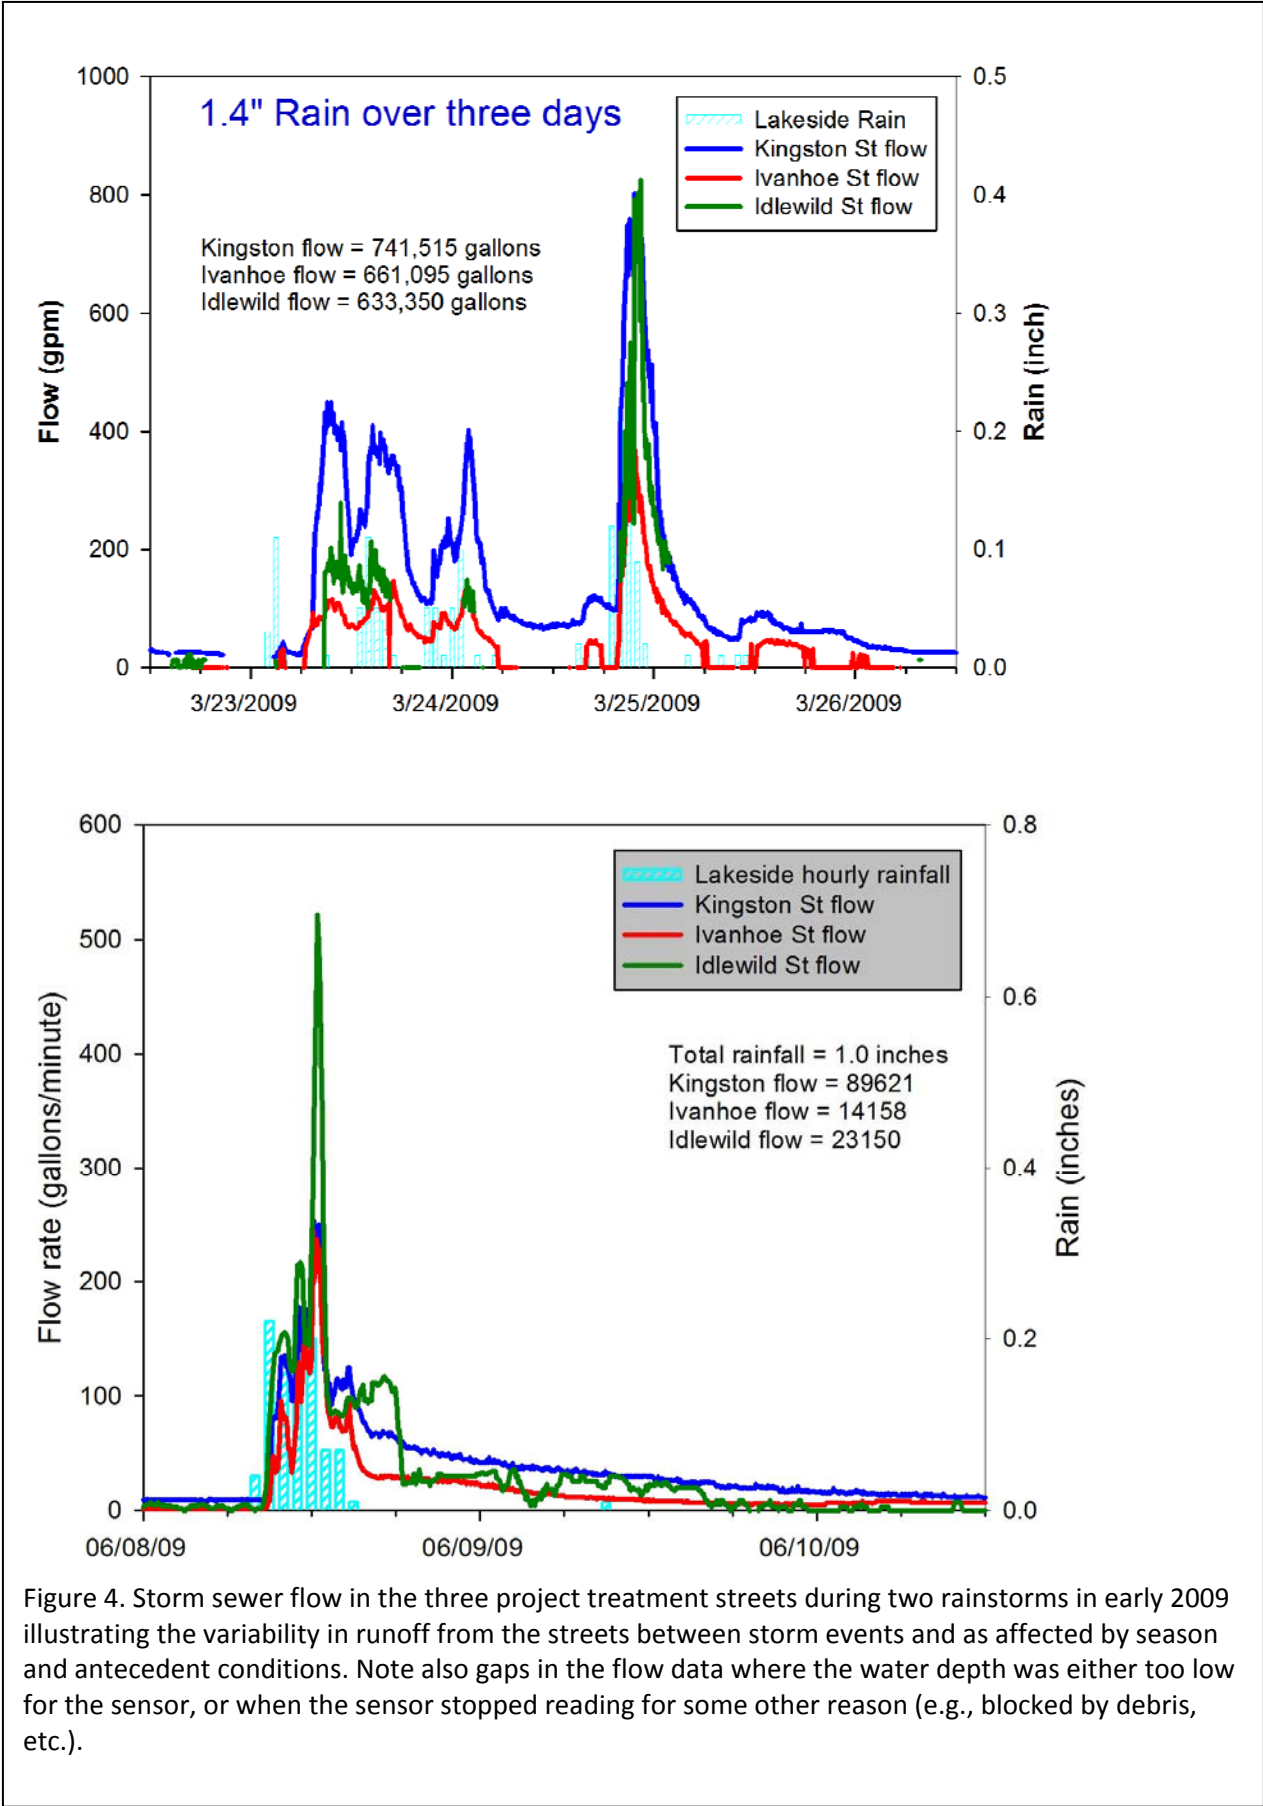 1.4" Rain over three days
Lakeside Rain
Kingston St flow
Ivanhoe St flow
Idlewild St flow
Kingston flow = 741,515 gallons
Ivanhoe flow = 661,095 gallons
Idlewild flow = 633,350 gallons
Flow (gpm)
1000
800
600
400
200
0
Rain (inch)
0.5
0.4
0.3
0.2
0.1
0.0
3/23/2009 3/24/2009 3/25/2009 3/26/2009
Lakeside hourly rainfall
Kingston St flow
Ivanhoe St flow
Idlewild St flow
Total rainfall = 1.0 inches
Kingston flow = 89621
Ivanhoe flow = 14158
Idlewild flow = 23150
Flow rate (gallons/minute)
600
500
400
300
200
100
0
Rain (inches)
0.8
0.6
0.4
0.2
0.0
06/08/09 06/09/09 06/10/09
Figure 4. Storm sewer flow in the three project treatment streets during two rainstorms in early 2009
illustrating the variability in runoff from the streets between storm events and as affected by season
and antecedent conditions. Note also gaps in the flow data where the water depth was either too low
for the sensor, or when the sensor stopped reading for some other reason (e.g., blocked by debris,
etc.).